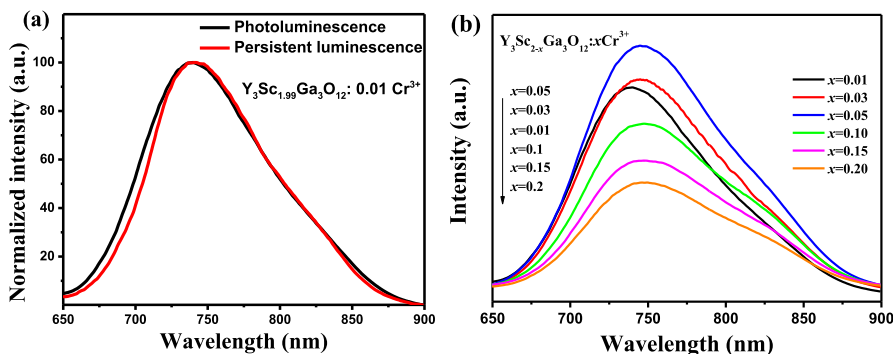 (a)
Photoluminescence
Persistent luminescence
Y₃Sc₁.₉₉Ga₃O₁₂: 0.01 Cr³⁺
Normalized intensity (a.u.)
100
80
60
40
20
650
700
750
800
850
900
Wavelength (nm)
(b)
Y₃Sc₂₋ₓGa₃O₁₂:xCr³⁺
x=0.05
x=0.03
x=0.01
x=0.1
x=0.15
x=0.2
x=0.01
x=0.03
x=0.05
x=0.10
x=0.15
x=0.20
Intensity (a.u.)
650
700
750
800
850
900
Wavelength (nm)